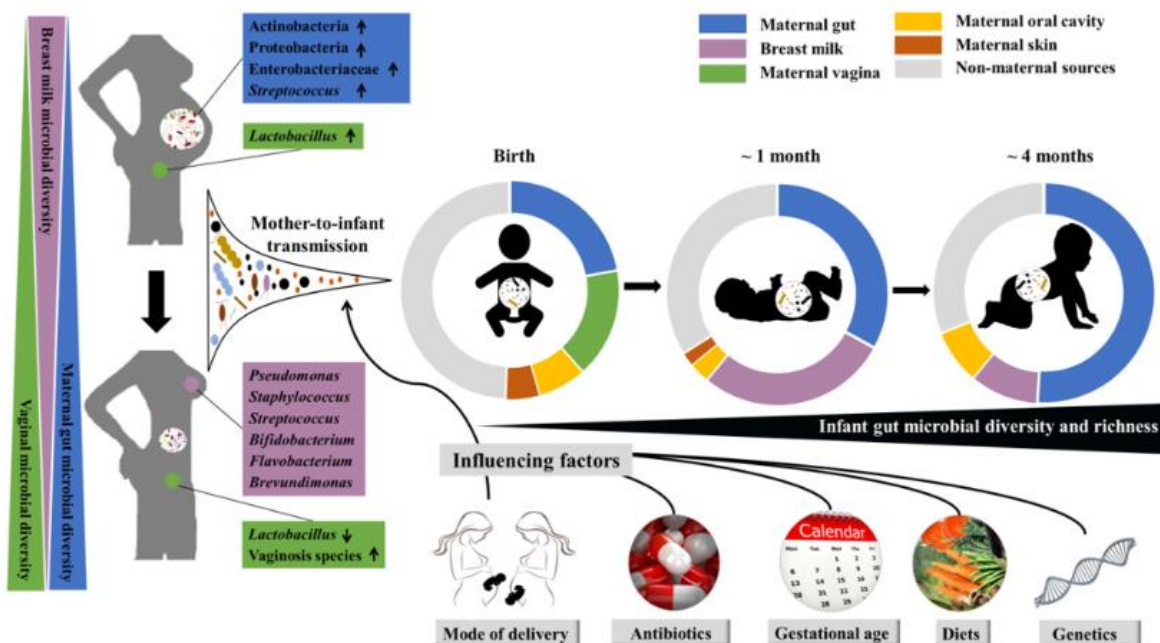 Breast milk microbial diversity
Vaginal microbial diversity
Maternal gut microbial diversity
Actinobacteria ↑
Proteobacteria ↑
Enterobacteriaceae ↑
Streptococcus ↑
Lactobacillus ↑
Mother-to-infant
transmission
Pseudomonas
Staphylococcus
Streptococcus
Bifidobacterium
Flavobacterium
Brevundimonas
Lactobacillus ↓
Vaginosis species ↑
Maternal gut
Breast milk
Maternal vagina
Maternal oral cavity
Maternal skin
Non-maternal sources
Birth
~ 1 month
~ 4 months
Infant gut microbial diversity and richness
Influencing factors
Calendar
Mode of delivery
Antibiotics
Gestational age
Diets
Genetics